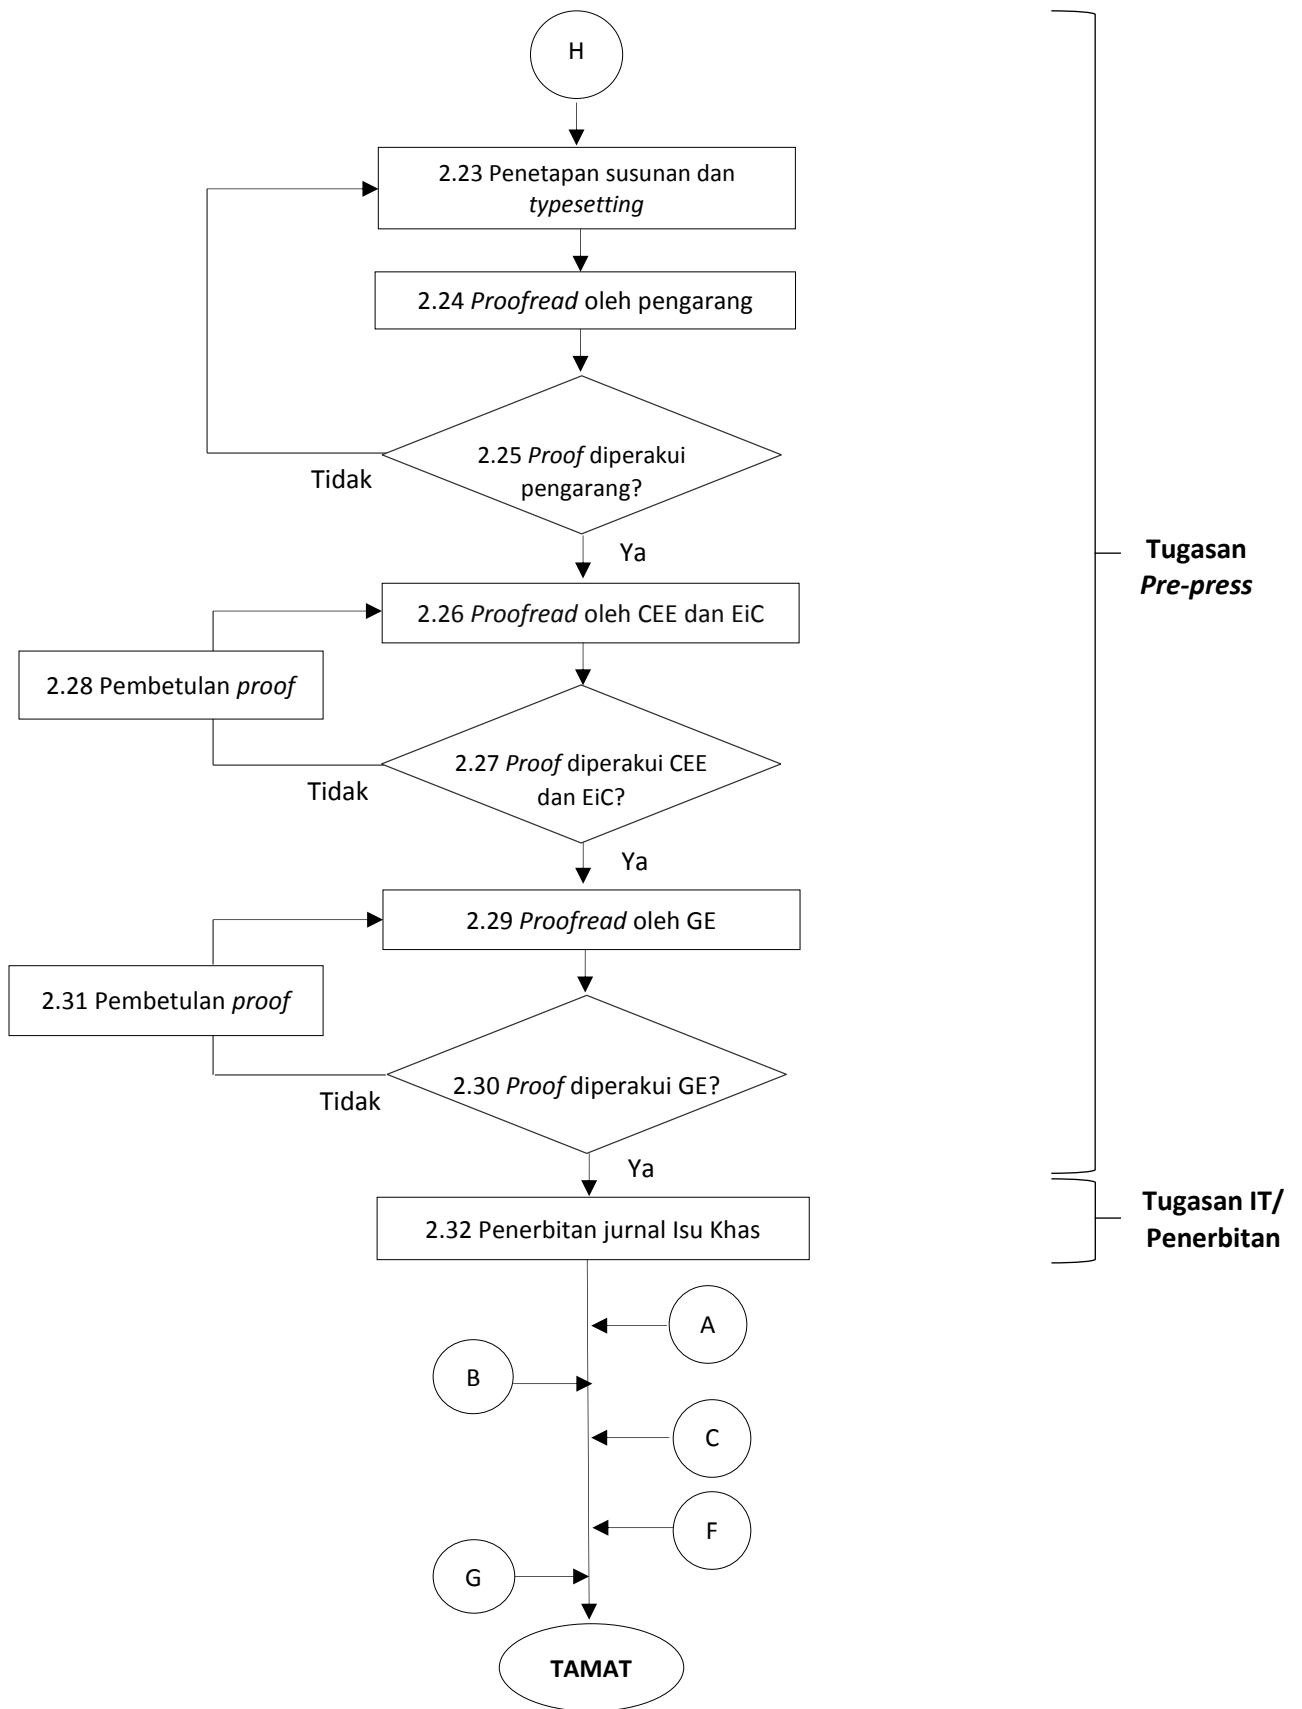 H
2.23 Penetapan susunan dan
typesetting
2.24 Proofread oleh pengarang
2.25 Proof diperakui
pengarang?
Tidak
Ya
2.26 Proofread oleh CEE dan EiC
2.28 Pembetulan proof
2.27 Proof diperakui CEE
dan EiC?
Tidak
Ya
2.29 Proofread oleh GE
2.31 Pembetulan proof
2.30 Proof diperakui GE?
Tidak
Ya
2.32 Penerbitan jurnal Isu Khas
A
B
C
F
G
TAMAT
Tugasan
Pre-press
Tugasan IT/
Penerbitan